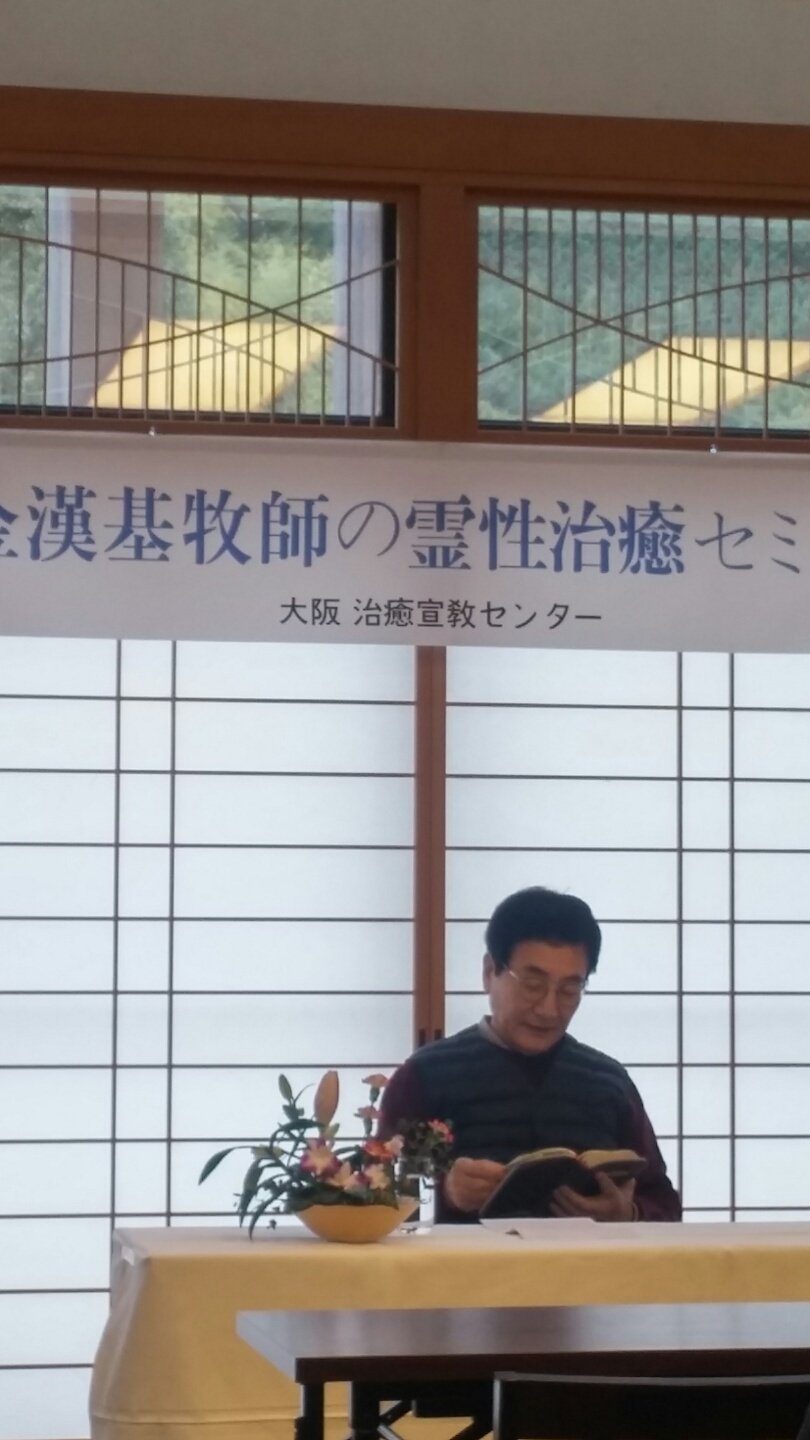 金漢基牧師の霊性治癒セミ
大阪 治癒宣教センター